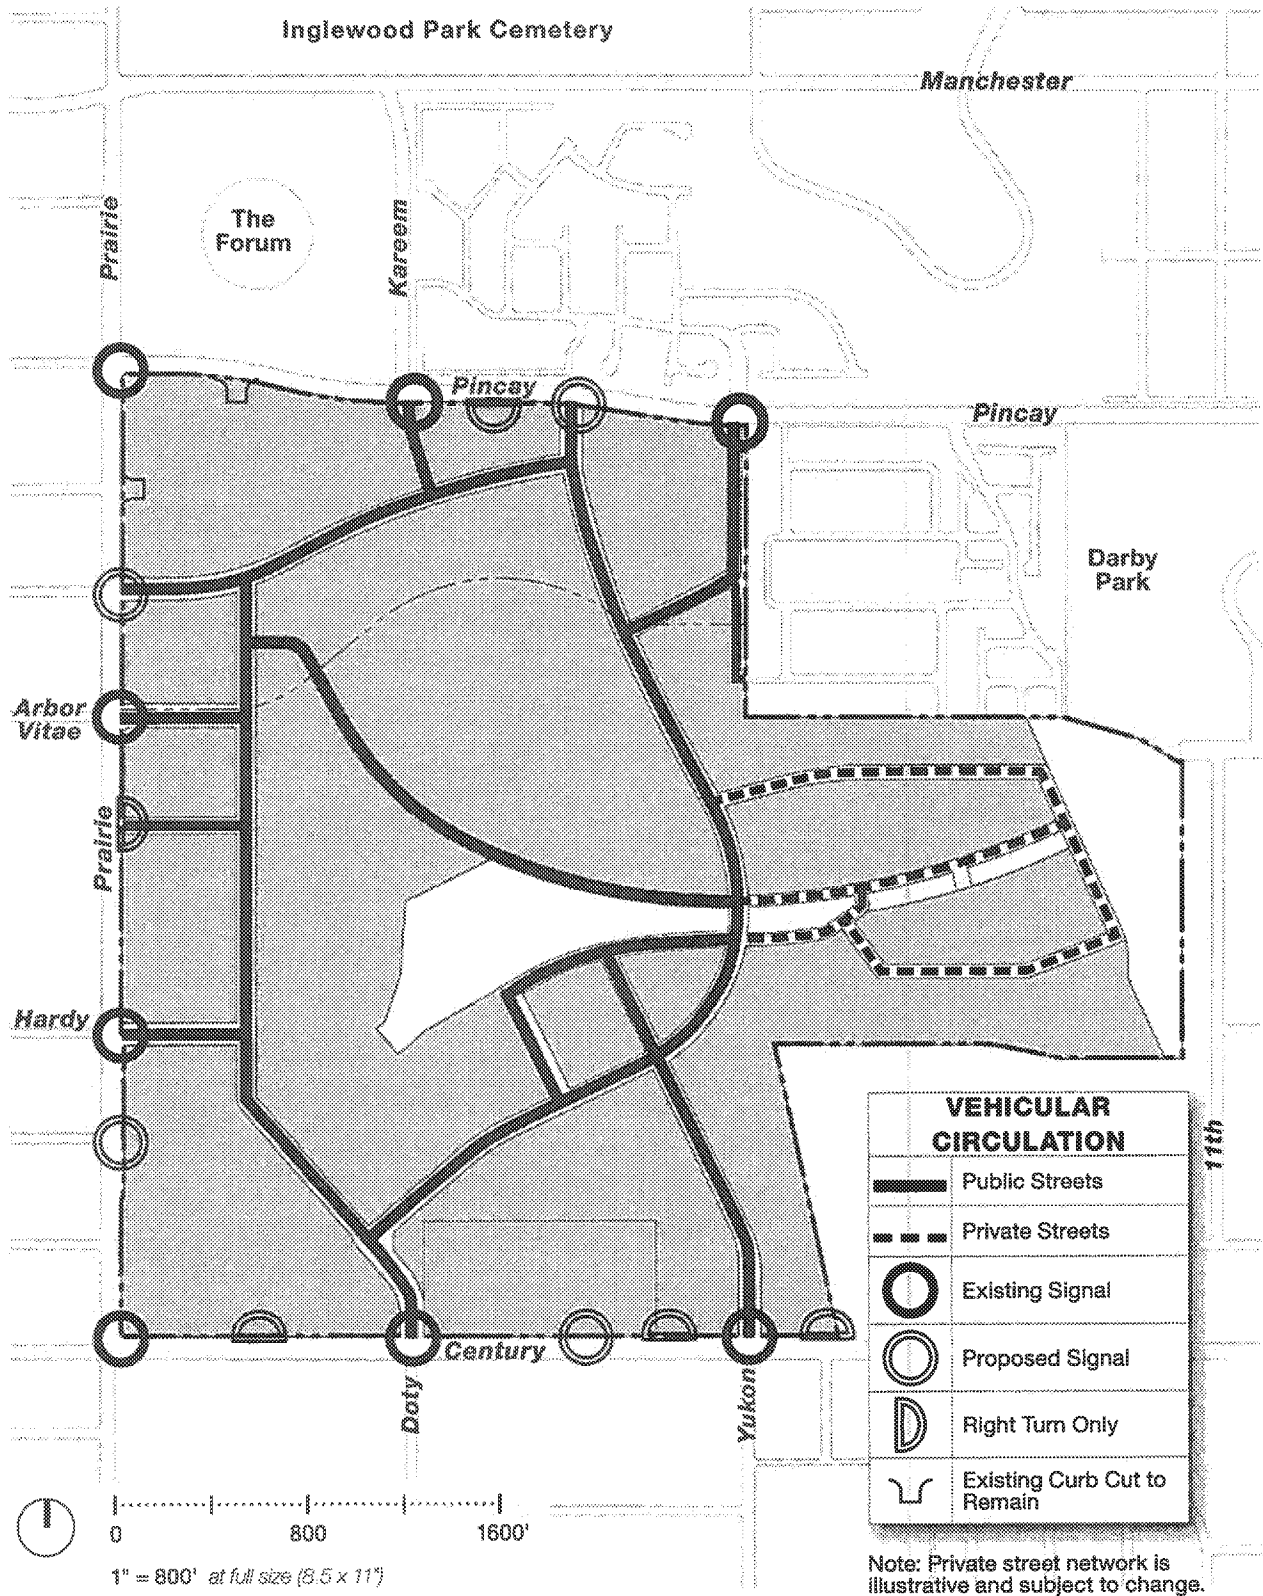 Inglewood Park Cemetery
Manchester
Prairie
The
Forum
Kareem
Pincay
Pincay
Darby
Park
Arbor
Vitae
Prairie
Hardy
VEHICULAR
CIRCULATION
Public Streets
Private Streets
Existing Signal
Proposed Signal
Right Turn Only
Existing Curb Cut to
Remain
11th
Century
Doty
Yukon
0 800 1600'
1" = 800' at full size (8.5 x 11")
Note: Private street network is
illustrative and subject to change.